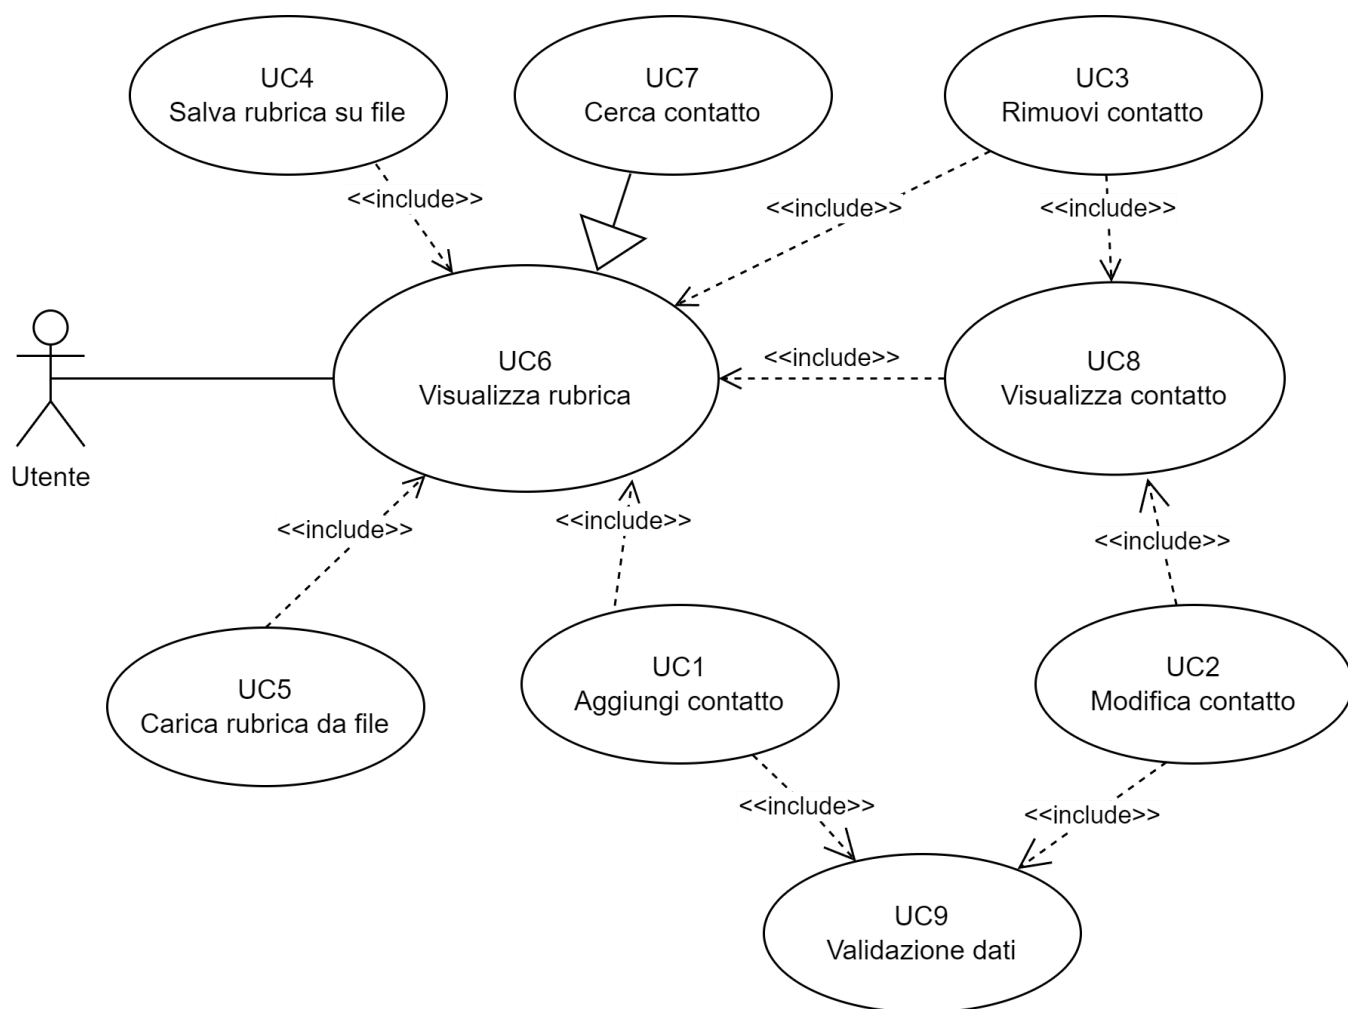 UC4
Salva rubrica su file
UC7
Cerca contatto
UC3
Rimuovi contatto
<<include>>
<<include>>
<<include>>
UC6
Visualizza rubrica
<<include>>
UC8
Visualizza contatto
Utente
<<include>>
<<include>>
<<include>>
UC5
Carica rubrica da file
UC1
Aggiungi contatto
UC2
Modifica contatto
<<include>>
<<include>>
UC9
Validazione dati